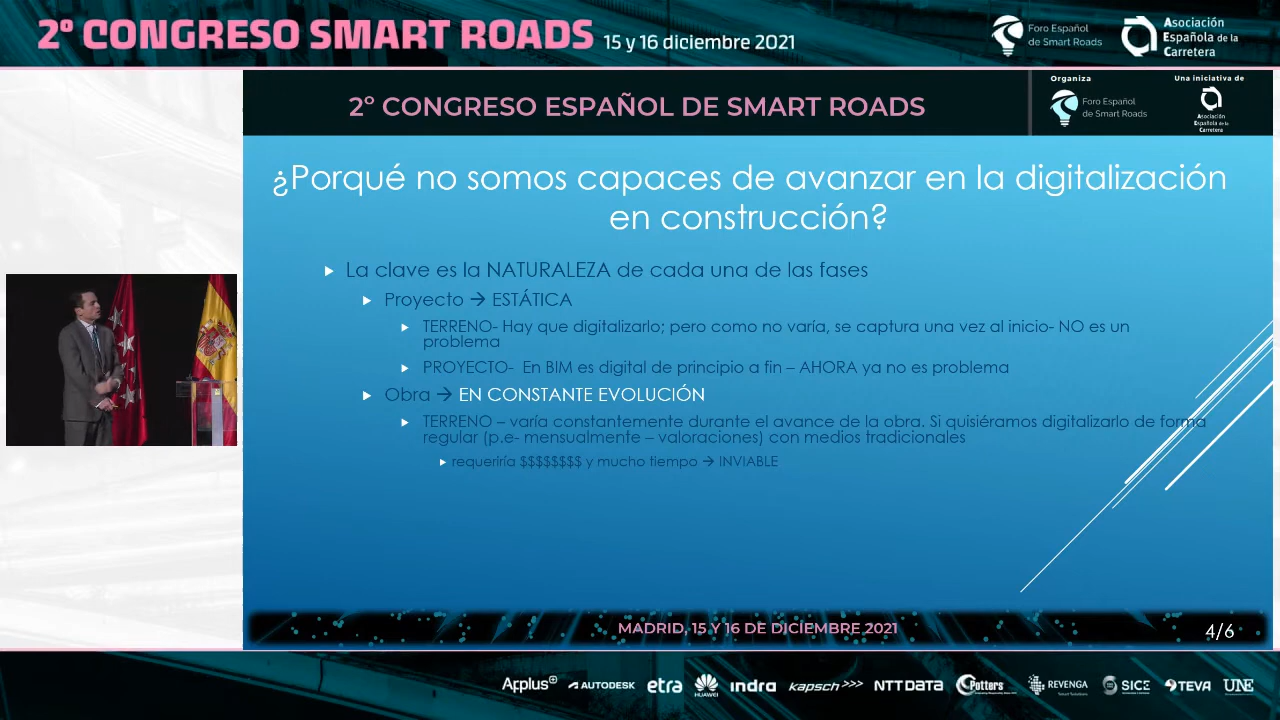 2º CONGRESO SMART ROADS 15 y 16 diciembre 2021
Foro Español
de Smart Roads
Asociación
Española de la
Carretera
2º CONGRESO ESPAÑOL DE SMART ROADS
Organiza
Foro Español
de Smart Roads
Una iniciativa de
Asociación
Española de la
Carretera
¿Porqué no somos capaces de avanzar en la digitalización
en construcción?
La clave es la NATURALEZA de cada una de las fases
Proyecto → ESTÁTICA
TERRENO- Hay que digitalizarlo; pero como no varía, se captura una vez al inicio- NO es un
problema
PROYECTO- En BIM es digital de principio a fin – AHORA ya no es problema
Obra → EN CONSTANTE EVOLUCIÓN
TERRENO – varía constantemente durante el avance de la obra. Si quisiéramos digitalizarlo de forma
regular (p.e- mensualmente – valoraciones) con medios tradicionales
requeriría $$$$$$$$ y mucho tiempo → INVIABLE
MADRID, 15 Y 16 DE DICIEMBRE 2021
4/6
Applus+ AUTODESK etra HUAWEI indra kapsch>>> NTT DATA Potters REVENGA SICE TEVA UNE